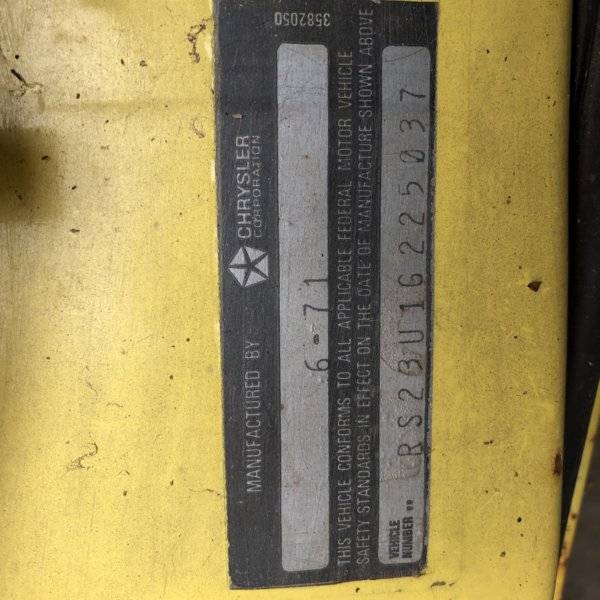 3582050
MANUFACTURED BY CHRYSLER
CORPORATION
6-71
THIS VEHICLE CONFORMS TO ALL APPLICABLE FEDERAL MOTOR VEHICLE
SAFETY STANDARDS IN EFFECT ON THE DATE OF MANUFACTURE SHOWN ABOVE
VEHICLE
NUMBER
RS23U1G225037